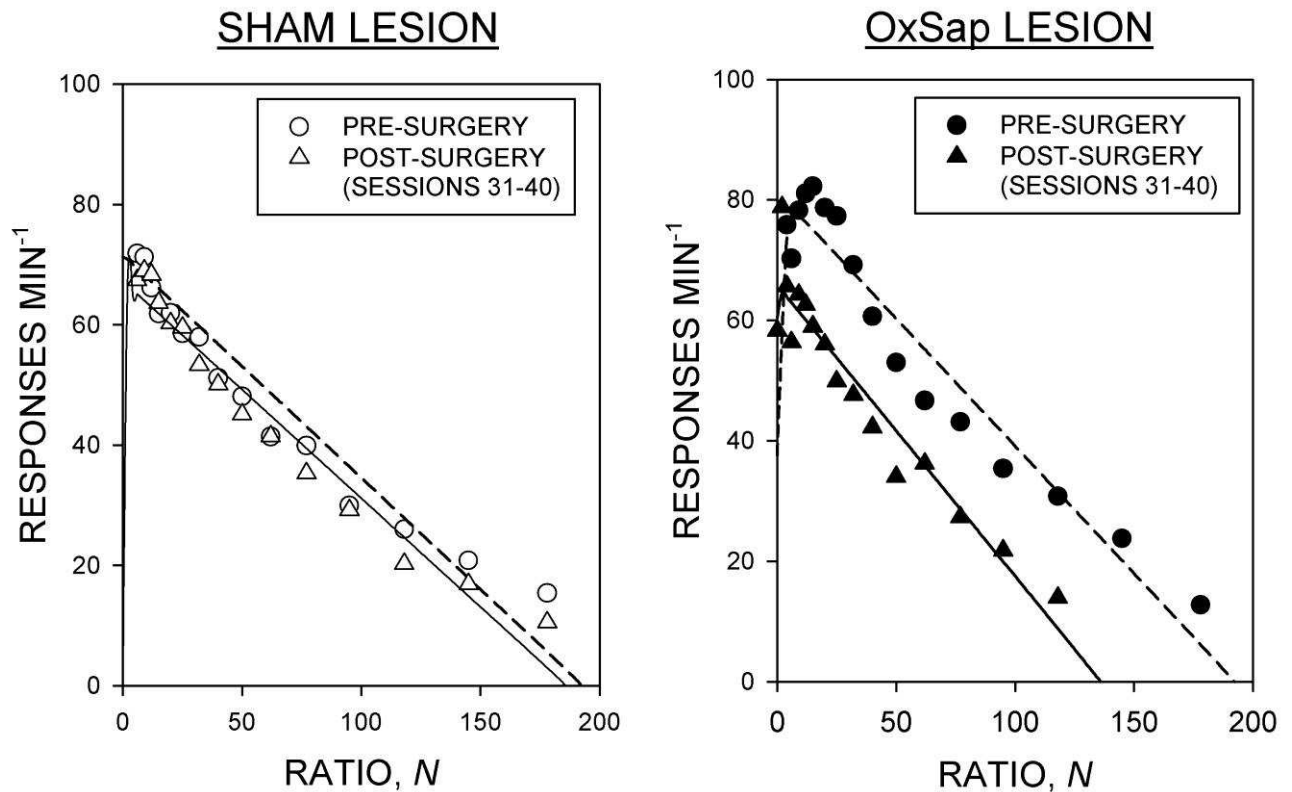 SHAM LESION
PRE-SURGERY
POST-SURGERY
(SESSIONS 31-40)
RESPONSES MIN-1
100
80
60
40
20
0
0 50 100 150 200
RATIO, N
OxSap LESION
PRE-SURGERY
POST-SURGERY
(SESSIONS 31-40)
RESPONSES MIN-1
100
80
60
40
20
0
0 50 100 150 200
RATIO, N